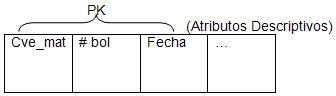 PK
(Atributos Descriptivos)
Cve_mat # bol Fecha ...